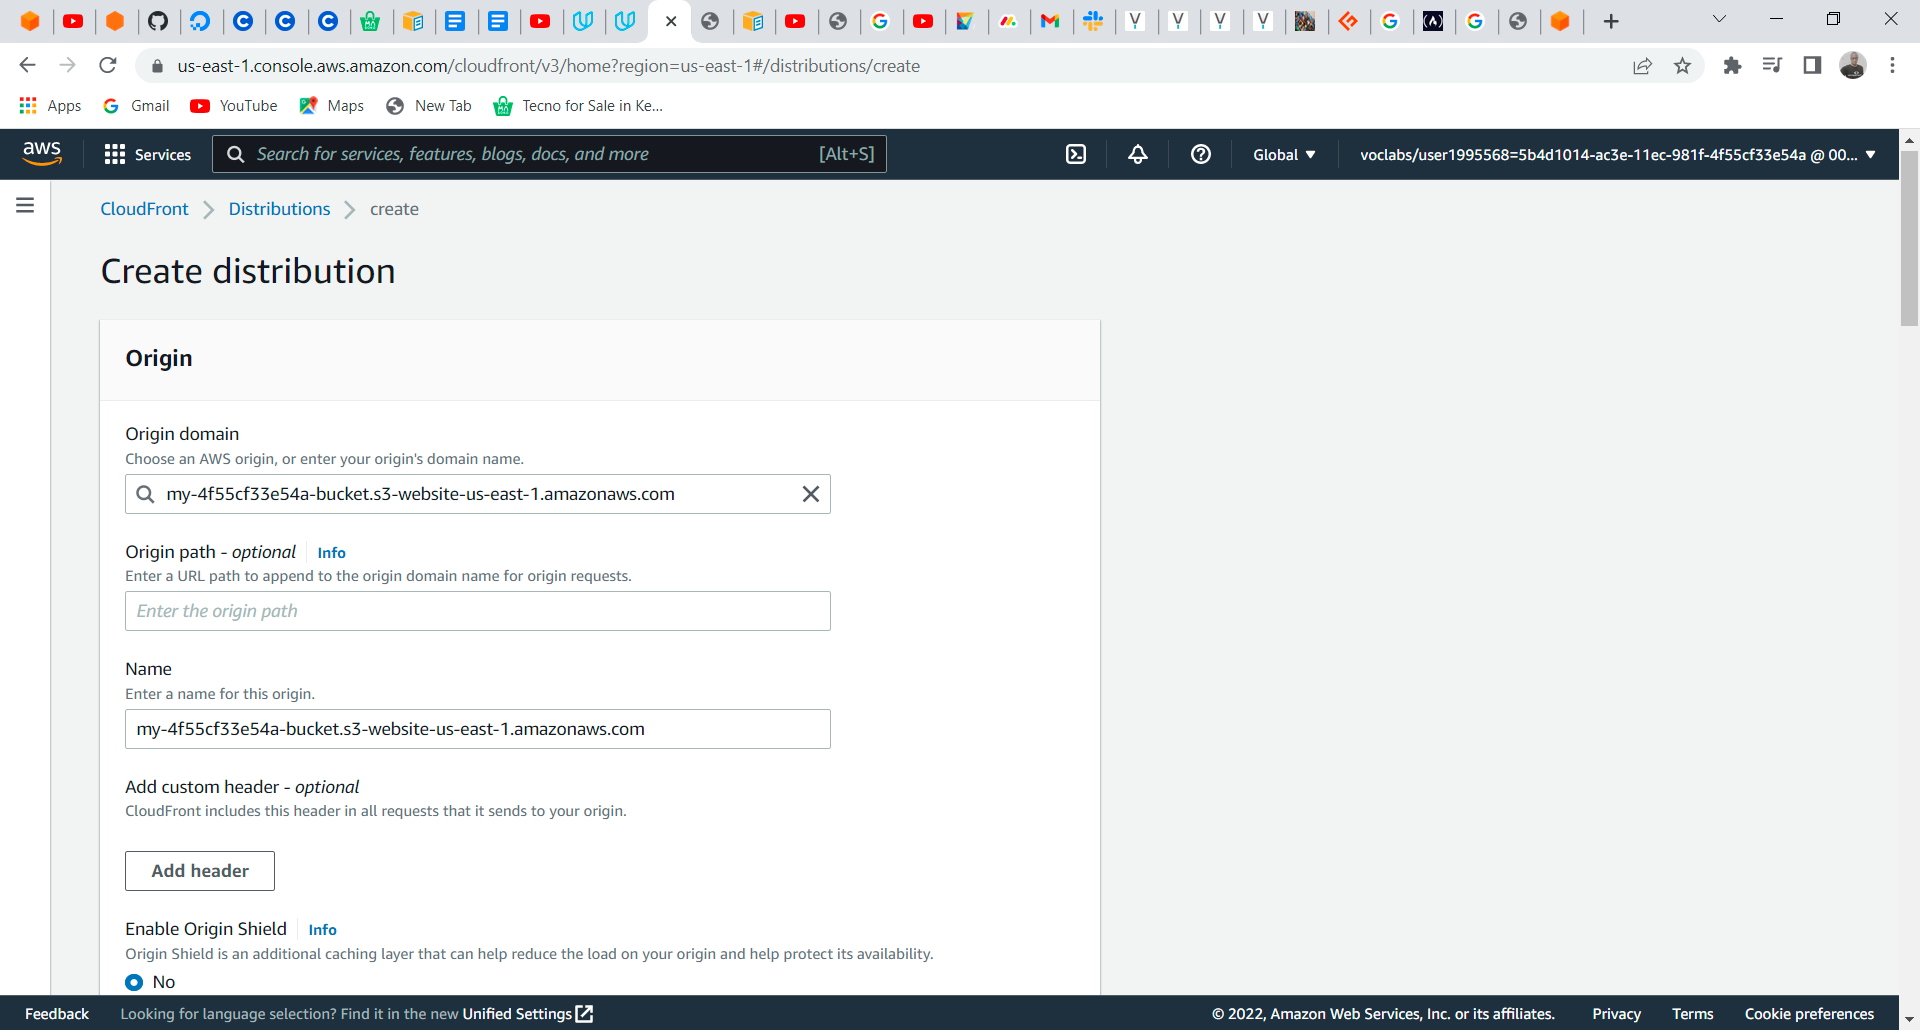 us-east-1.console.aws.amazon.com/cloudfront/v3/home?region=us-east-1#/distributions/create
Apps Gmail YouTube Maps New Tab Tecno for Sale in Ke...
aws Services Search for services, features, blogs, docs, and more [Alt+S] Global voclabs/user1995568=5b4d1014-ac3e-11ec-981f-4f55cf33e54a @ 00...
CloudFront Distributions create
Create distribution
Origin
Origin domain
Choose an AWS origin, or enter your origin's domain name.
my-4f55cf33e54a-bucket.s3-website-us-east-1.amazonaws.com
Origin path - optional Info
Enter a URL path to append to the origin domain name for origin requests.
Enter the origin path
Name
Enter a name for this origin.
my-4f55cf33e54a-bucket.s3-website-us-east-1.amazonaws.com
Add custom header - optional
CloudFront includes this header in all requests that it sends to your origin.
Add header
Enable Origin Shield Info
Origin Shield is an additional caching layer that can help reduce the load on your origin and help protect its availability.
No
Feedback Looking for language selection? Find it in the new Unified Settings © 2022, Amazon Web Services, Inc. or its affiliates. Privacy Terms Cookie preferences